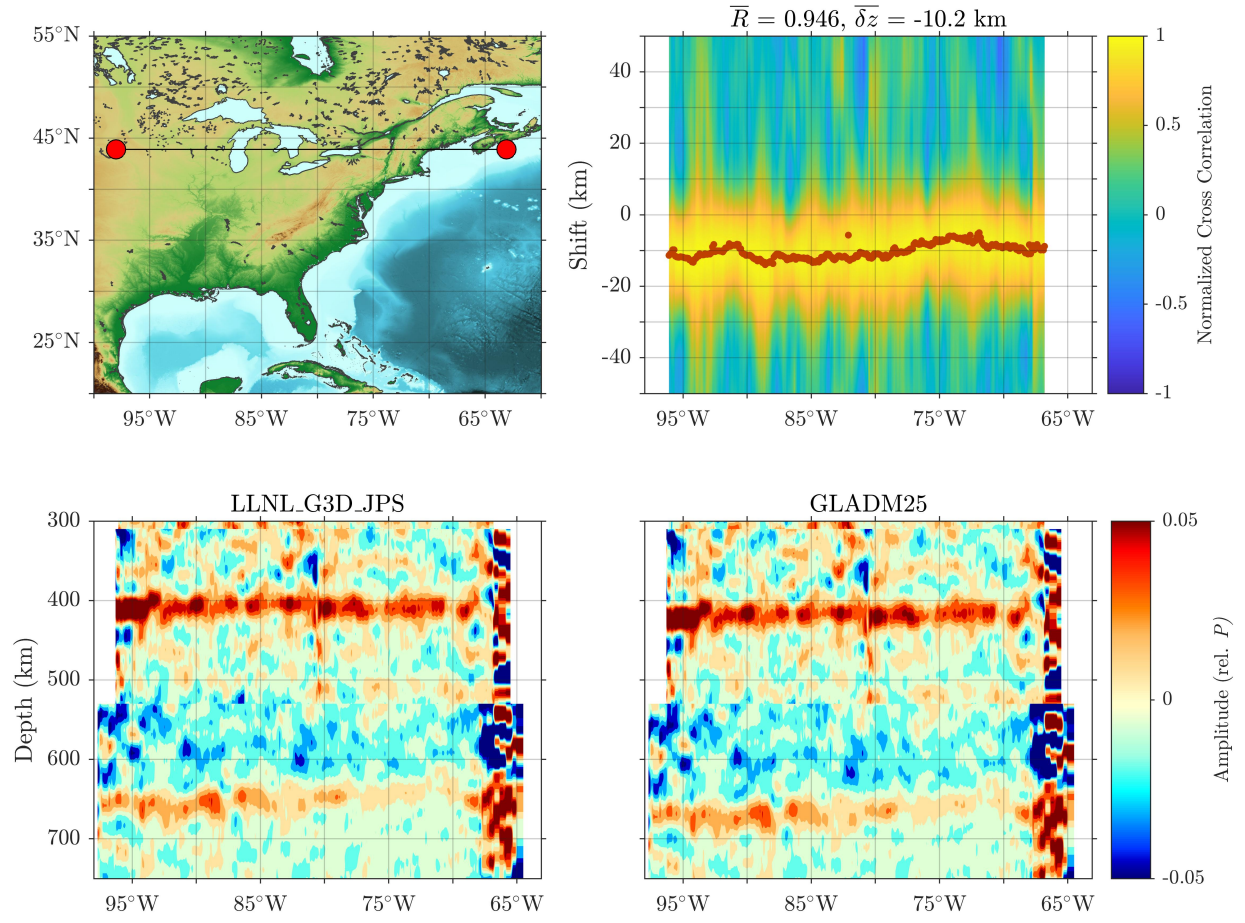 55°N
45°N
35°N
25°N
95°W
85°W
75°W
65°W
R = 0.946, δz = -10.2 km
Shift (km)
40
20
0
-20
-40
95°W
85°W
75°W
65°W
1
0.5
0
-0.5
-1
Normalized Cross Correlation
LLNL_G3D_JPS
Depth (km)
300
400
500
600
700
95°W
85°W
75°W
65°W
GLADM25
95°W
85°W
75°W
65°W
0.05
0
-0.05
Amplitude (rel. P)